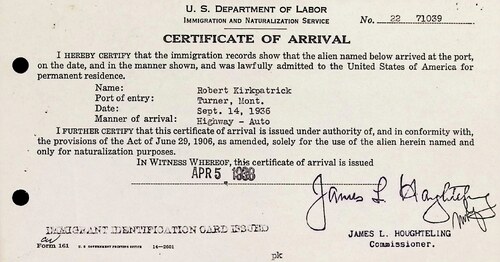 U. S. DEPARTMENT OF LABOR
IMMIGRATION AND NATURALIZATION SERVICE
No. 22 71039
CERTIFICATE OF ARRIVAL
I HEREBY CERTIFY that the immigration records show that the alien named below arrived at the port,
on the date, and in the manner shown, and was lawfully admitted to the United States of America for
permanent residence.
Name: Robert Kirkpatrick
Port of entry: Turner, Mont.
Date: Sept. 14, 1936
Manner of arrival: Highway - Auto
I FURTHER CERTIFY that this certificate of arrival is issued under authority of, and in conformity with,
the provisions of the Act of June 29, 1906, as amended, solely for the use of the alien herein named and
only for naturalization purposes.
IN WITNESS WHEREOF, this certificate of arrival is issued
APR 5 1938
James L Houghteling
IMMIGRANT IDENTIFICATION CARD ISSUED
JAMES L. HOUGHTELING
Commissioner.
Form 161 U. S. GOVERNMENT PRINTING OFFICE 14—2601
pk